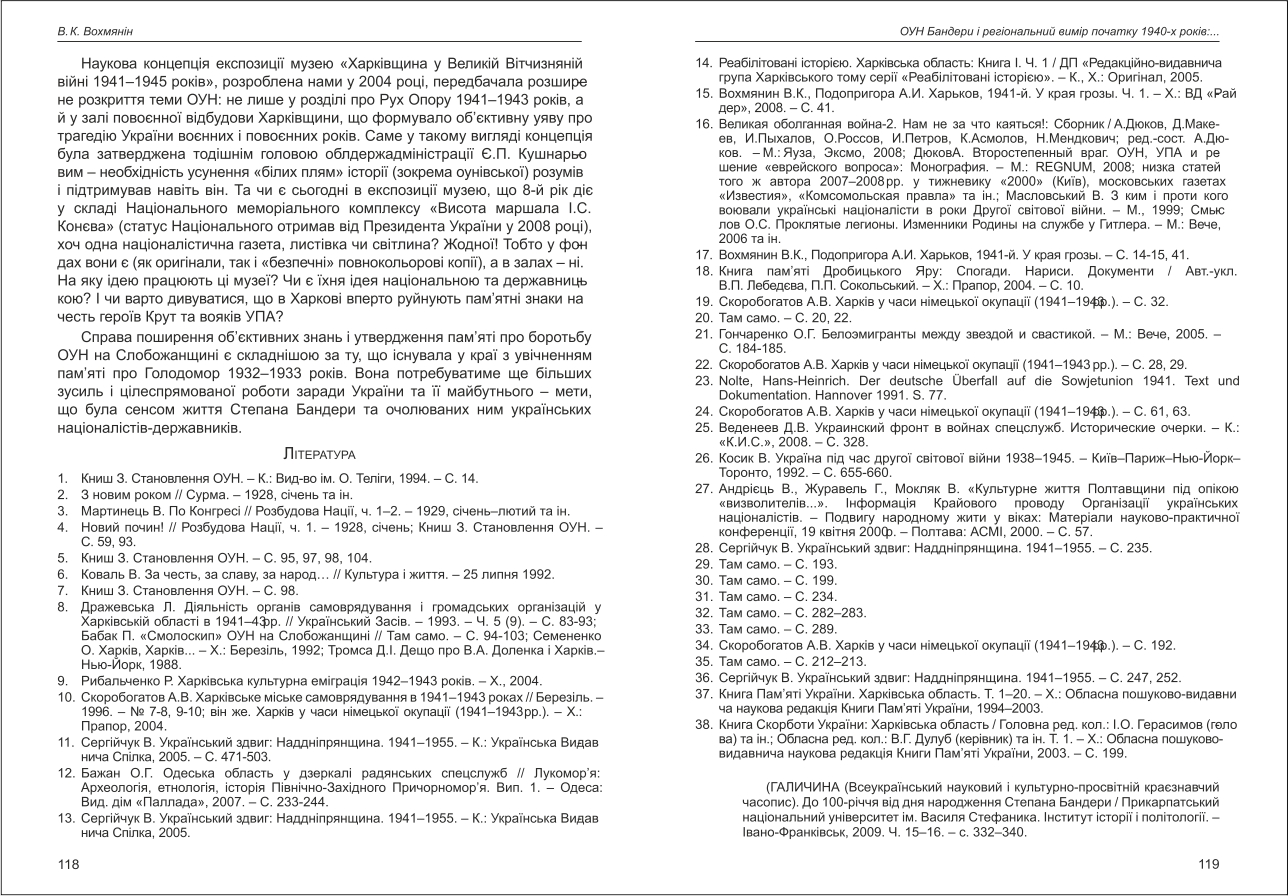 В. К. Вохмянін
Наукова концепція експозиції музею «Харківщина у Великій Вітчизняній
війні 1941–1945 років», розроблена нами у 2004 році, передбачала розшире-
не розкриття теми ОУН: не лише у розділі про Рух Опору 1941–1943 років, а
й у залі повоєнної відбудови Харківщини, що формувало об'єктивну уяву про
трагедію України воєнних і повоєнних років. Саме у такому вигляді концепція
була затверджена тодішнім головою облдержадміністрації Є.П. Кушнарьо-
вим – необхідність усунення «білих плям» історії (зокрема оунівської) розумів
і підтримував навіть він. Та чи є сьогодні в експозиції музею, що 8-й рік діє
у складі Національного меморіального комплексу «Висота маршала І.С.
Конєва» (статус Національного отримав від Президента України у 2008 році),
хоч одна націоналістична газета, листівка чи світлина? Жодної! Тобто у фон-
дах вони є (як оригінали, так і «безпечні» повнокольорові копії), а в залах – ні.
На яку ідею працюють ці музеї? Чи є їхня ідея національною та державниць-
кою? І чи варто дивуватися, що в Харкові вперто руйнують пам'ятні знаки на
честь героїв Крут та вояків УПА?
Справа поширення об'єктивних знань і утвердження пам'яті про боротьбу
ОУН на Слобожанщині є складнішою за ту, що існувала у краї з увічненням
пам'яті про Голодомор 1932–1933 років. Вона потребуватиме ще більших
зусиль і цілеспрямованої роботи заради України та її майбутнього – мети,
що була сенсом життя Степана Бандери та очолюваних ним українських
націоналістів-державників.
Література
1. Книш З. Становлення ОУН. – К.: Вид-во ім. О. Теліги, 1994. – С. 14.
2. З новим роком // Сурма. – 1928, січень та ін.
3. Мартинець В. По Конгресі // Розбудова Нації, ч. 1–2. – 1929, січень–лютий та ін.
4. Новий почин! // Розбудова Нації, ч. 1. – 1928, січень; Книш З. Становлення ОУН. –
С. 59, 93.
5. Книш З. Становлення ОУН. – С. 95, 97, 98, 104.
6. Коваль В. За честь, за славу, за народ… // Культура і життя. – 25 липня 1992.
7. Книш З. Становлення ОУН. – С. 98.
8. Дражевська Л. Діяльність органів самоврядування і громадських організацій у
Харківській області в 1941–43рр. // Український Засів. – 1993. – Ч. 5 (9). – С. 83-93;
Бабак П. «Смолоскип» ОУН на Слобожанщині // Там само. – С. 94-103; Семененко
О. Харків, Харків... – Х.: Березіль, 1992; Тромса Д.І. Дещо про В.А. Доленка і Харків.–
Нью-Йорк, 1988.
9. Рибальченко Р. Харківська культурна еміграція 1942–1943 років. – Х., 2004.
10. Скоробогатов А.В. Харківське міське самоврядування в 1941–1943 роках // Березіль. –
1996. – № 7-8, 9-10; він же. Харків у часи німецької окупації (1941–1943рр.). – Х.:
Прапор, 2004.
11. Сергійчук В. Український здвиг: Наддніпрянщина. 1941–1955. – К.: Українська Видав
нича Спілка, 2005. – С. 471-503.
12. Бажан О.Г. Одеська область у дзеркалі радянських спецслужб // Лукомор'я:
Археологія, етнологія, історія Північно-Західного Причорномор'я. Вип. 1. – Одеса:
Вид. дім «Паллада», 2007. – С. 233-244.
13. Сергійчук В. Український здвиг: Наддніпрянщина. 1941–1955. – К.: Українська Видав
нича Спілка, 2005.
118
ОУН Бандери і регіональний вимір початку 1940-х років:...
14. Реабілітовані історією. Харківська область: Книга І. Ч. 1 / ДП «Редакційно-видавнича
група Харківського тому серії «Реабілітовані історією». – К., Х.: Оригінал, 2005.
15. Вохмянин В.К., Подопригора А.И. Харьков, 1941-й. У края грозы. Ч. 1. – Х.: ВД «Рай
дер», 2008. – С. 41.
16. Великая оболганная война-2. Нам не за что каяться!: Сборник / А.Дюков, Д.Маке-
ев, И.Пыхалов, О.Россов, И.Петров, К.Асмолов, Н.Мендкович; ред.-сост. А.Дю-
ков. – М.: Яуза, Эксмо, 2008; ДюковА. Второстепенный враг. ОУН, УПА и ре
шение «еврейского вопроса»: Монография. – М.: REGNUM, 2008; низка статей
того ж автора 2007–2008рр. у тижневику «2000» (Київ), московських газетах
«Известия», «Комсомольская правда» та ін.; Масловський В. З ким і проти кого
воювали українські націоналісти в роки Другої світової війни. – М., 1999; Смыс
лов О.С. Проклятые легионы. Изменники Родины на службе у Гитлера. – М.: Вече,
2006 та ін.
17. Вохмянин В.К., Подопригора А.И. Харьков, 1941-й. У края грозы. – С. 14-15, 41.
18. Книга пам'яті Дробицького Яру: Спогади. Нариси. Документи / Авт.-укл.
В.П. Лебедєва, П.П. Сокольський. – Х.: Прапор, 2004. – С. 10.
19. Скоробогатов А.В. Харків у часи німецької окупації (1941–1943рр.). – С. 32.
20. Там само. – С. 20, 22.
21. Гончаренко О.Г. Белоэмигранты между звездой и свастикой. – М.: Вече, 2005. –
С. 184-185.
22. Скоробогатов А.В. Харків у часи німецької окупації (1941–1943 рр.). – С. 28, 29.
23. Nolte, Hans-Heinrich. Der deutsche Überfall auf die Sowjetunion 1941. Text und
Dokumentation. Hannover 1991. S. 77.
24. Скоробогатов А.В. Харків у часи німецької окупації (1941–1943рр.). – С. 61, 63.
25. Веденеев Д.В. Украинский фронт в войнах спецслужб. Исторические очерки. – К.:
«К.И.С.», 2008. – С. 328.
26. Косик В. Україна під час другої світової війни 1938–1945. – Київ–Париж–Нью-Йорк–
Торонто, 1992. – С. 655-660.
27. Андрієць В., Журавель Г., Мокляк В. «Культурне життя Полтавщини під опікою
«визволителів...». Інформація Крайового проводу Організації українських
націоналістів. – Подвигу народному жити у віках: Матеріали науково-практичної
конференції, 19 квітня 2000р. – Полтава: АСМІ, 2000. – С. 57.
28. Сергійчук В. Український здвиг: Наддніпрянщина. 1941–1955. – С. 235.
29. Там само. – С. 193.
30. Там само. – С. 199.
31. Там само. – С. 234.
32. Там само. – С. 282–283.
33. Там само. – С. 289.
34. Скоробогатов А.В. Харків у часи німецької окупації (1941–1943рр.). – С. 192.
35. Там само. – С. 212–213.
36. Сергійчук В. Український здвиг: Наддніпрянщина. 1941–1955. – С. 247, 252.
37. Книга Пам'яті України. Харківська область. Т. 1–20. – Х.: Обласна пошуково-видавни
ча наукова редакція Книги Пам'яті України, 1994–2003.
38. Книга Скорботи України: Харківська область / Головна ред. кол.: І.О. Герасимов (голо
ва) та ін.; Обласна ред. кол.: В.Г. Дулуб (керівник) та ін. Т. 1. – Х.: Обласна пошуково-
видавнича наукова редакція Книги Пам'яті України, 2003. – С. 199.
(ГАЛИЧИНА (Всеукраїнський науковий і культурно-просвітній краєзнавчий
часопис). До 100-річчя від дня народження Степана Бандери / Прикарпатський
національний університет ім. Василя Стефаника. Інститут історії і політології. –
Івано-Франківськ, 2009. Ч. 15–16. – с. 332–340.
119